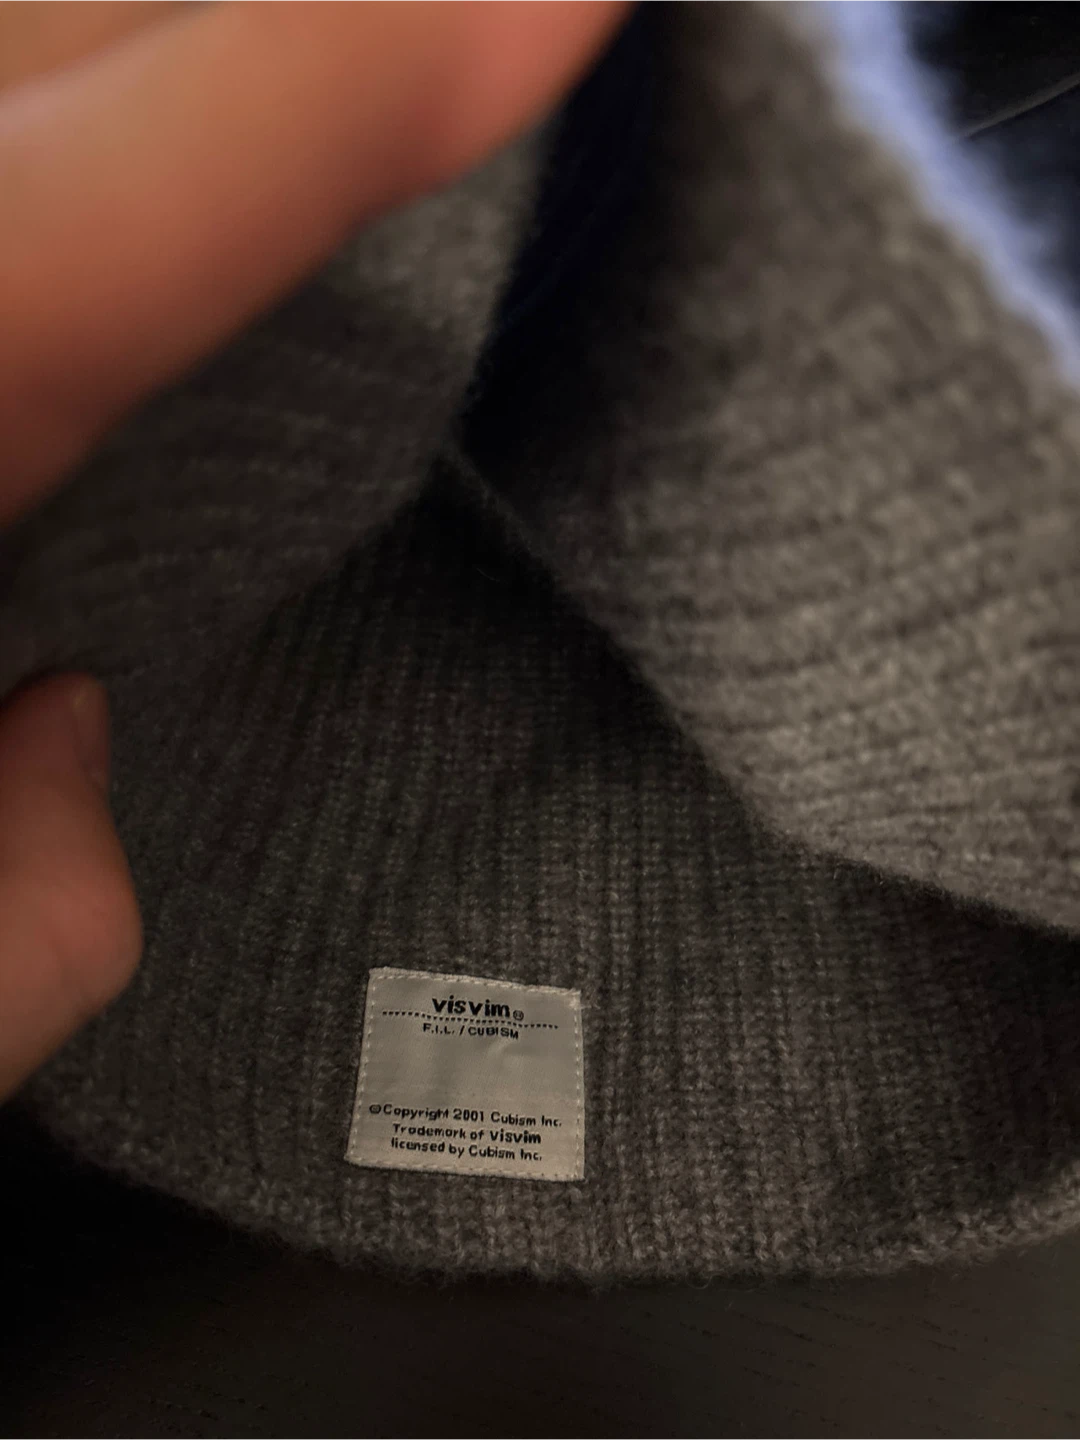 visvim®
F.I.L. / CUBISM
©Copyright 2001 Cubism Inc.
Trademark of visvim
licensed by Cubism Inc.